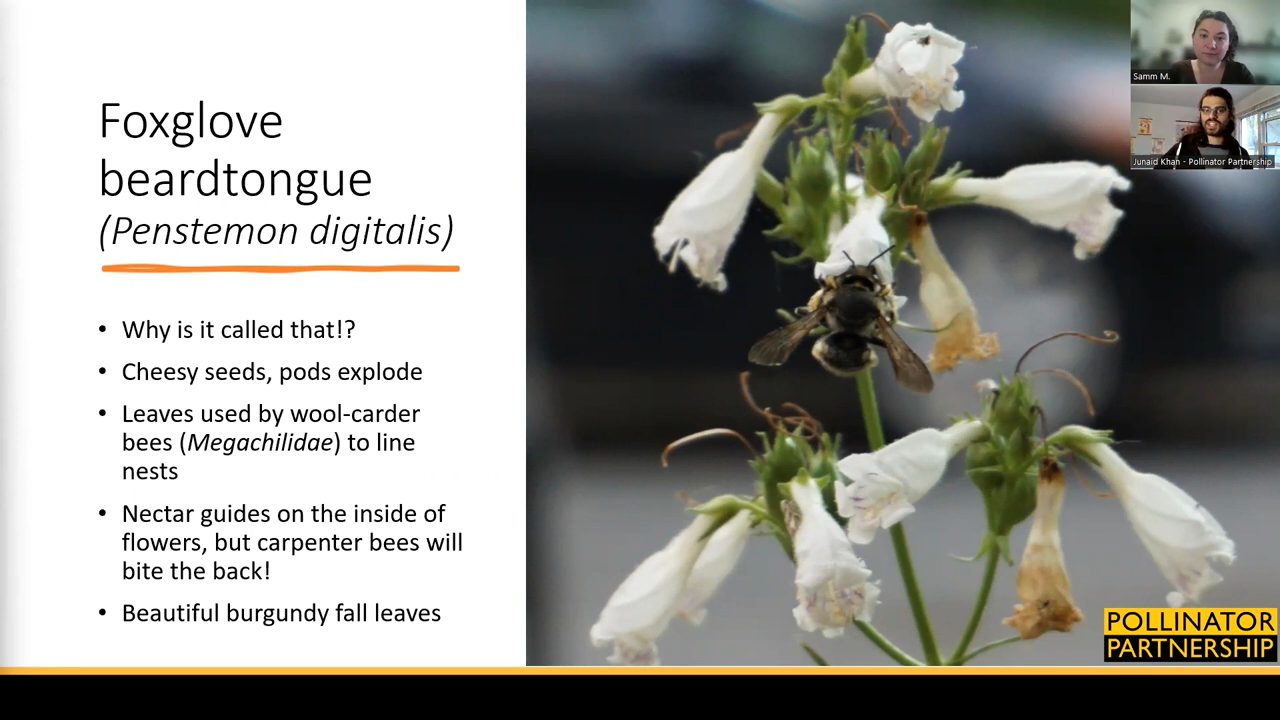 Foxglove
beardtongue
(Penstemon digitalis)
• Why is it called that!?
• Cheesy seeds, pods explode
• Leaves used by wool-carder
bees (Megachilidae) to line
nests
• Nectar guides on the inside of
flowers, but carpenter bees will
bite the back!
• Beautiful burgundy fall leaves
Samm M.
Junaid Khan - Pollinator Partnership
POLLINATOR
PARTNERSHIP